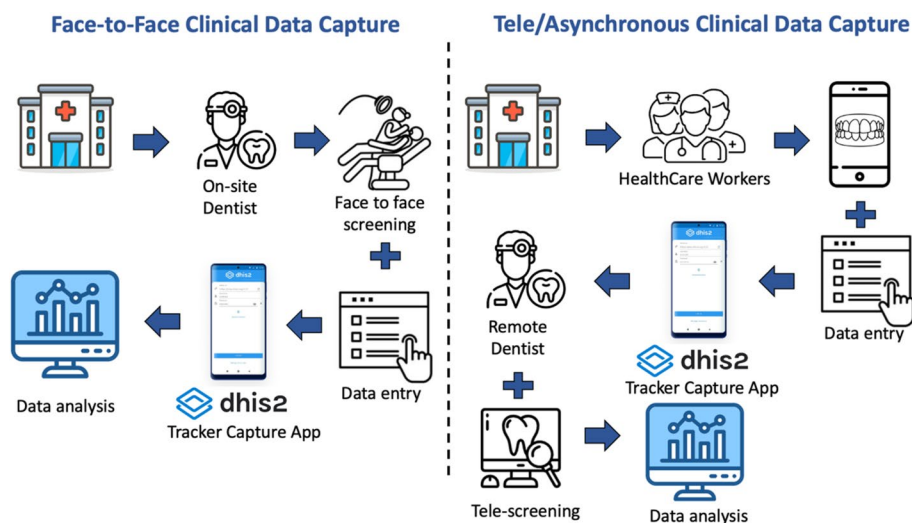 Face-to-Face Clinical Data Capture
On-site
Dentist
Face to face
screening
Data entry
dhis2
dhis2
Tracker Capture App
Data analysis
Tele/Asynchronous Clinical Data Capture
HealthCare Workers
Data entry
dhis2
dhis2
Tracker Capture App
Remote
Dentist
Tele-screening
Data analysis